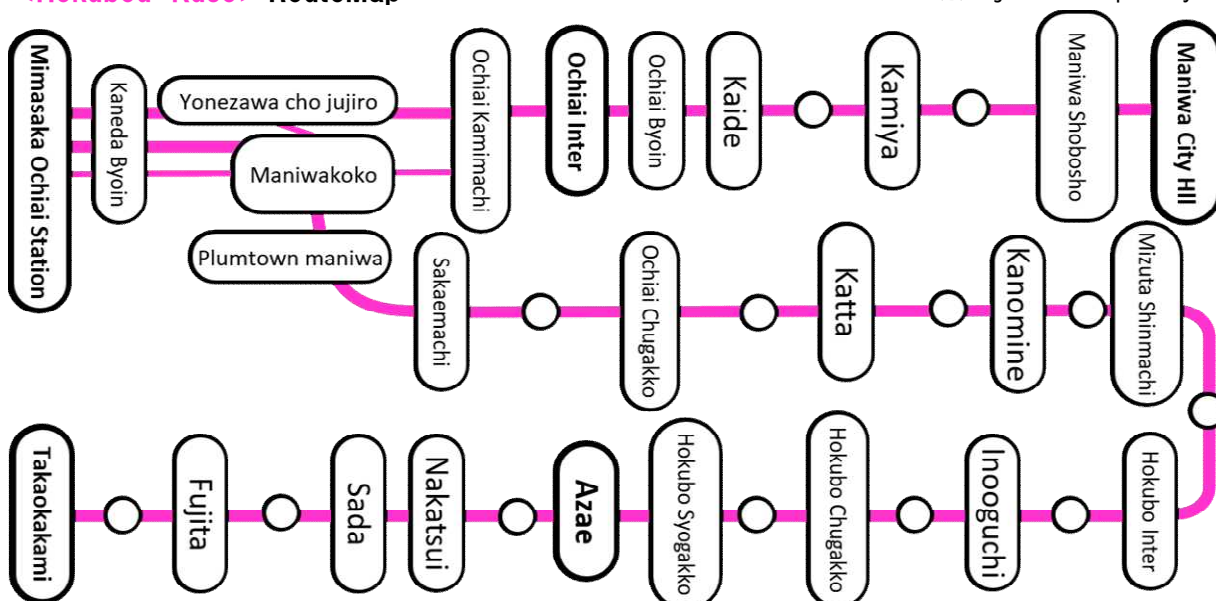 RouteMap
Mimasaka Ochiai Station
Kaneda Byoin
Yonezawa cho jujiro
Maniwakoko
Plumtown maniwa
Ochiai Kamimachi
Ochiai Inter
Ochiai Byoin
Kaide
Kamiya
Maniwa Shobosho
Maniwa City Hll
Sakaemachi
Ochiai Chugakko
Katta
Kanomine
Mizuta Shinmachi
Takaokakami
Fujita
Sada
Nakatsui
Azae
Hokubo Syogakko
Hokubo Chugakko
Inooguchi
Hokubo Inter